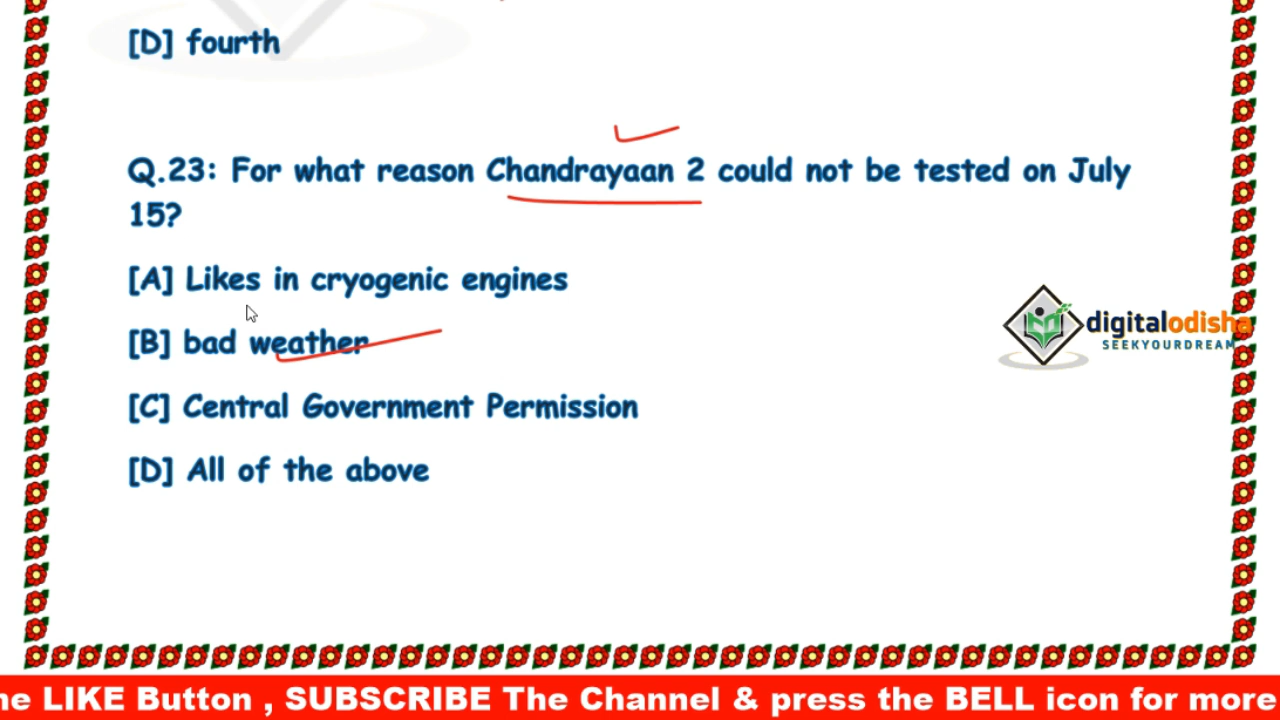 [D] fourth
Q.23: For what reason Chandrayaan 2 could not be tested on July
15?
[A] Likes in cryogenic engines
[B] bad weather
[C] Central Government Permission
[D] All of the above
digitalodisha
SEEKYOURDREAM
he LIKE Button , SUBSCRIBE The Channel & press the BELL icon for more